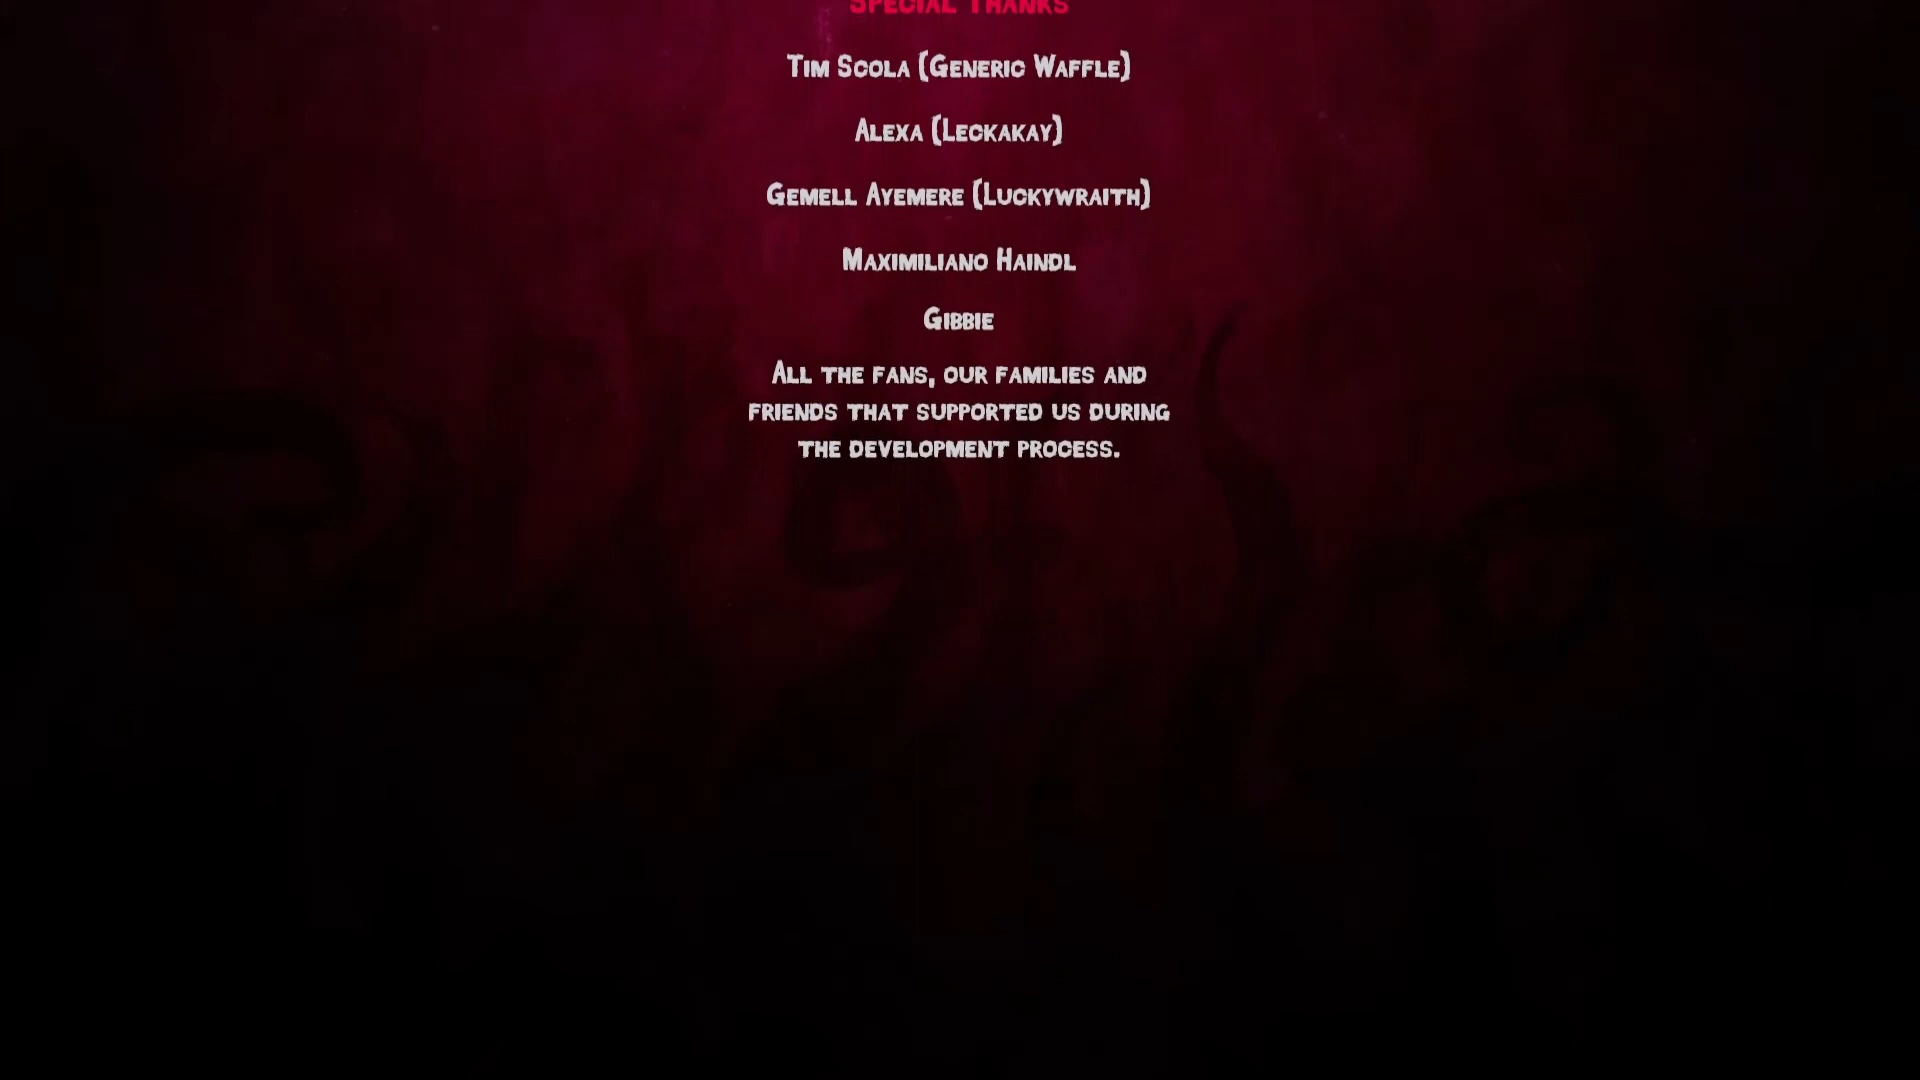 Special Thanks
Tim Scola (Generic Waffle)
Alexa (Leckakay)
Gemell Ayemere (Luckywraith)
Maximiliano Haindl
Gibbie
All the fans, our families and
friends that supported us during
the development process.